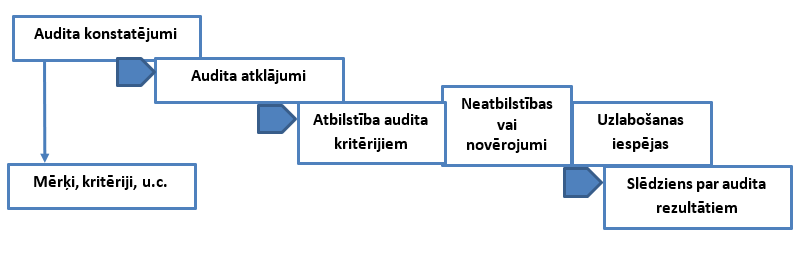 Audita konstatējumi
Audita atklājumi
Atbilstība audita
kritērijiem
Neatbilstības
vai
novērojumi
Uzlabošanas
iespējas
Mērķi, kritēriji, u.c.
Slēdziens par audita
rezultātiem